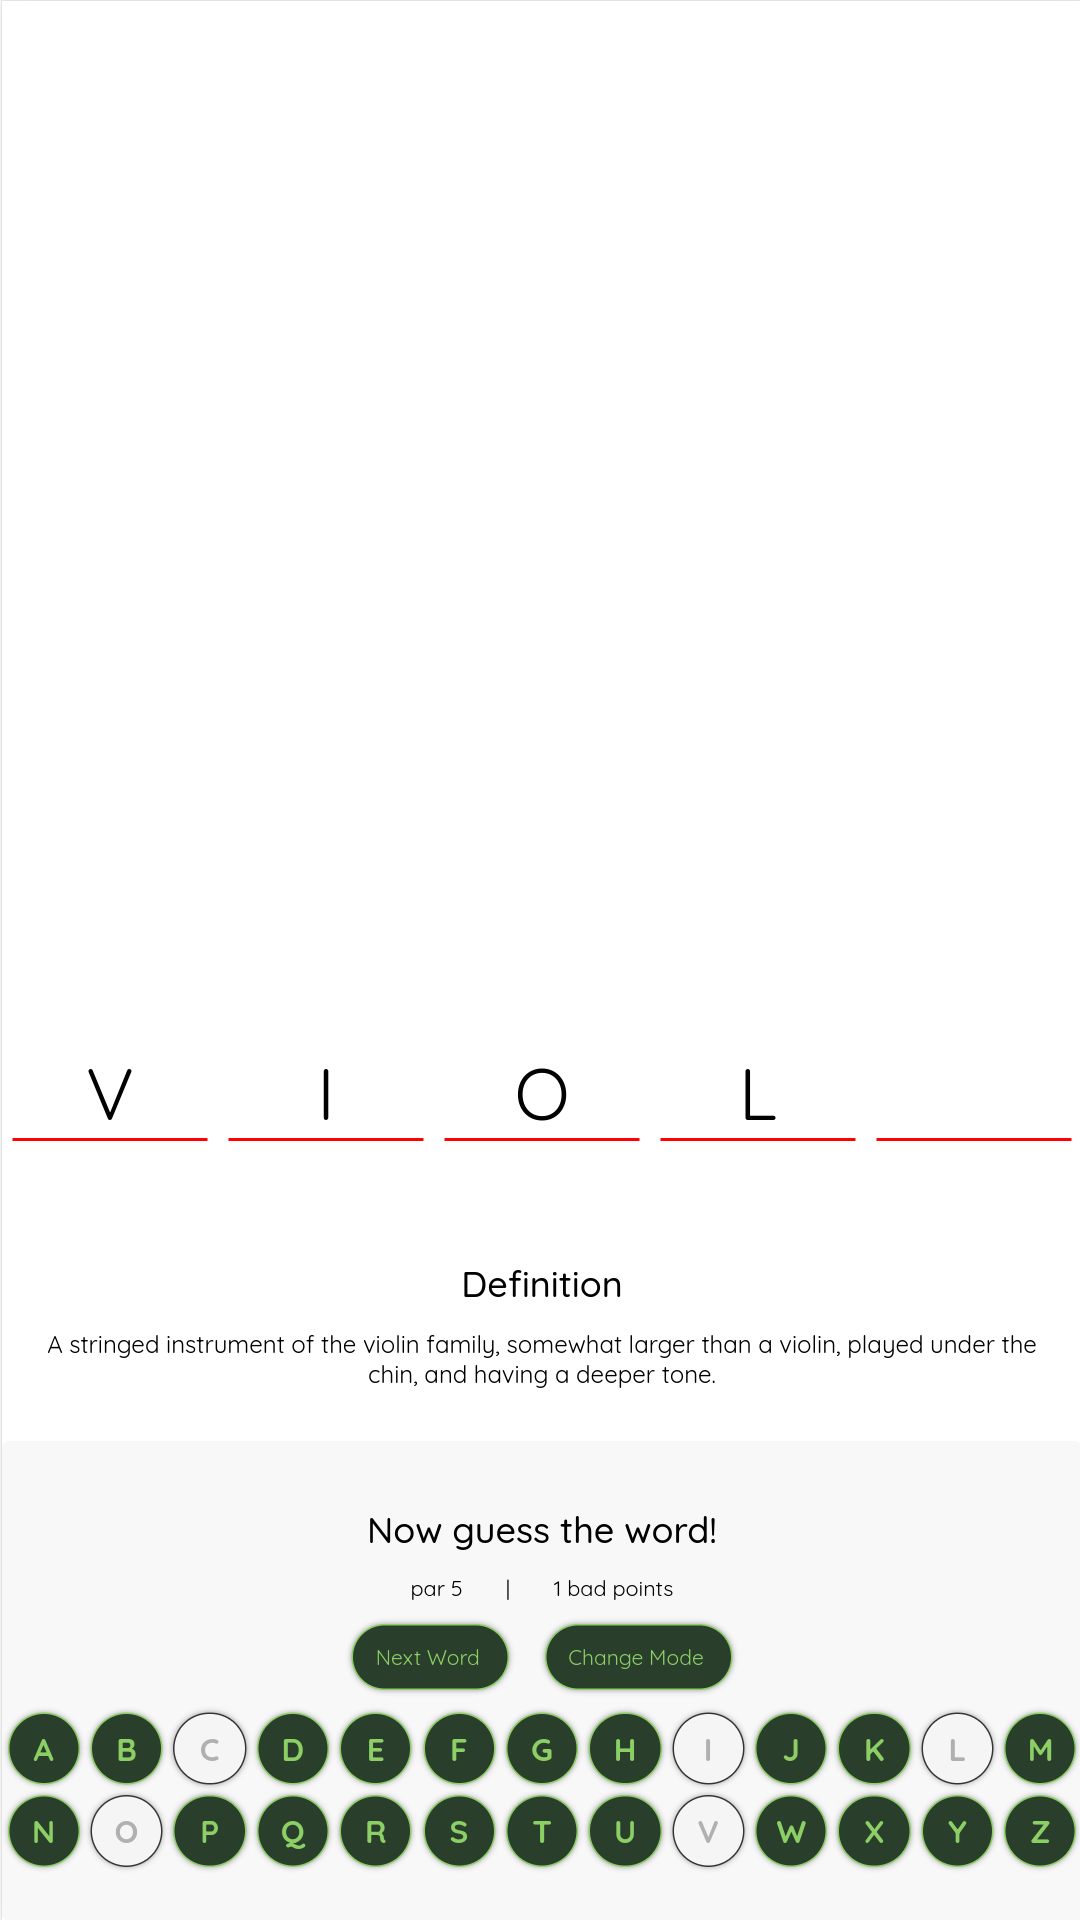 V I O L
Definition
A stringed instrument of the violin family, somewhat larger than a violin, played under the
chin, and having a deeper tone.
Now guess the word!
par 5 | 1 bad points
Next Word Change Mode
A B C D E F G H I J K L M
N O P Q R S T U V W X Y Z